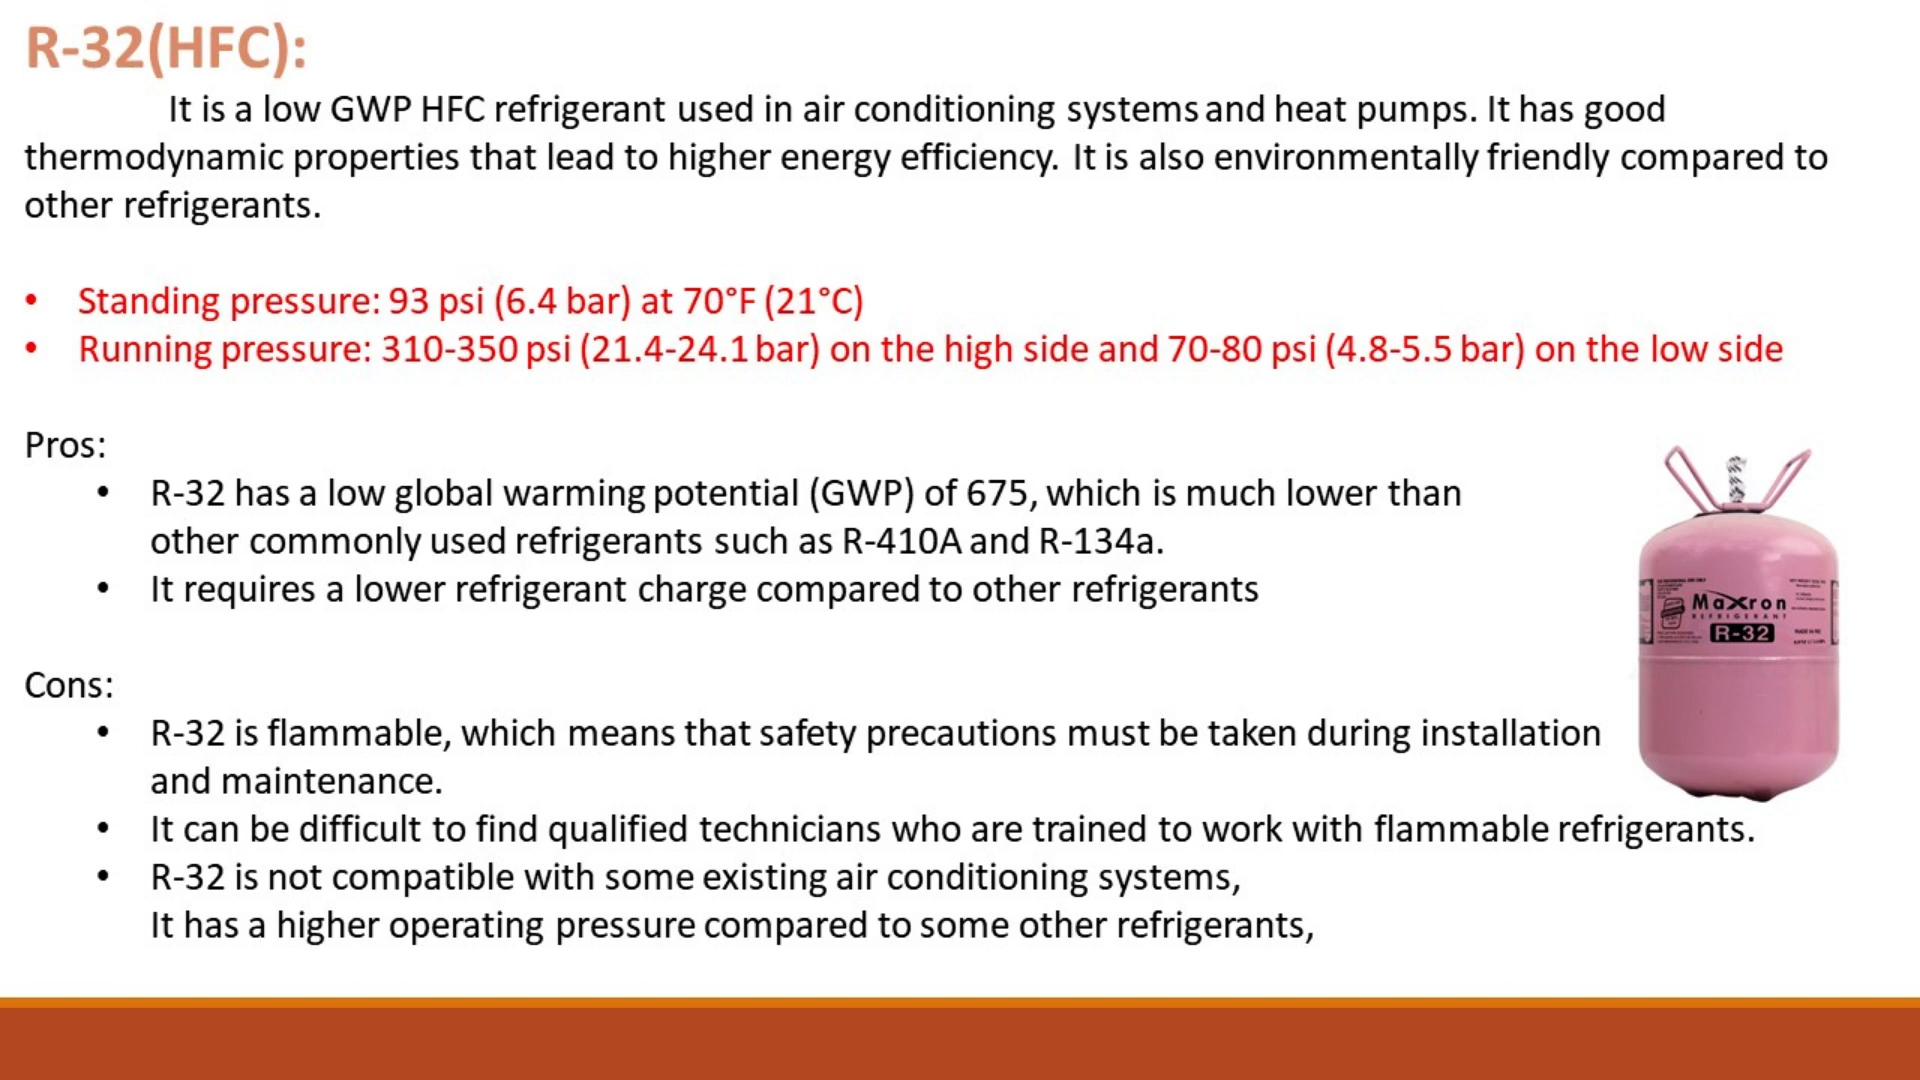 R-32(HFC):
It is a low GWP HFC refrigerant used in air conditioning systems and heat pumps. It has good
thermodynamic properties that lead to higher energy efficiency. It is also environmentally friendly compared to
other refrigerants.
• Standing pressure: 93 psi (6.4 bar) at 70°F (21°C)
• Running pressure: 310-350 psi (21.4-24.1 bar) on the high side and 70-80 psi (4.8-5.5 bar) on the low side
Pros:
• R-32 has a low global warming potential (GWP) of 675, which is much lower than
other commonly used refrigerants such as R-410A and R-134a.
• It requires a lower refrigerant charge compared to other refrigerants
Maxron
REFRIGERANT
R-32
Cons:
• R-32 is flammable, which means that safety precautions must be taken during installation
and maintenance.
• It can be difficult to find qualified technicians who are trained to work with flammable refrigerants.
• R-32 is not compatible with some existing air conditioning systems,
It has a higher operating pressure compared to some other refrigerants,